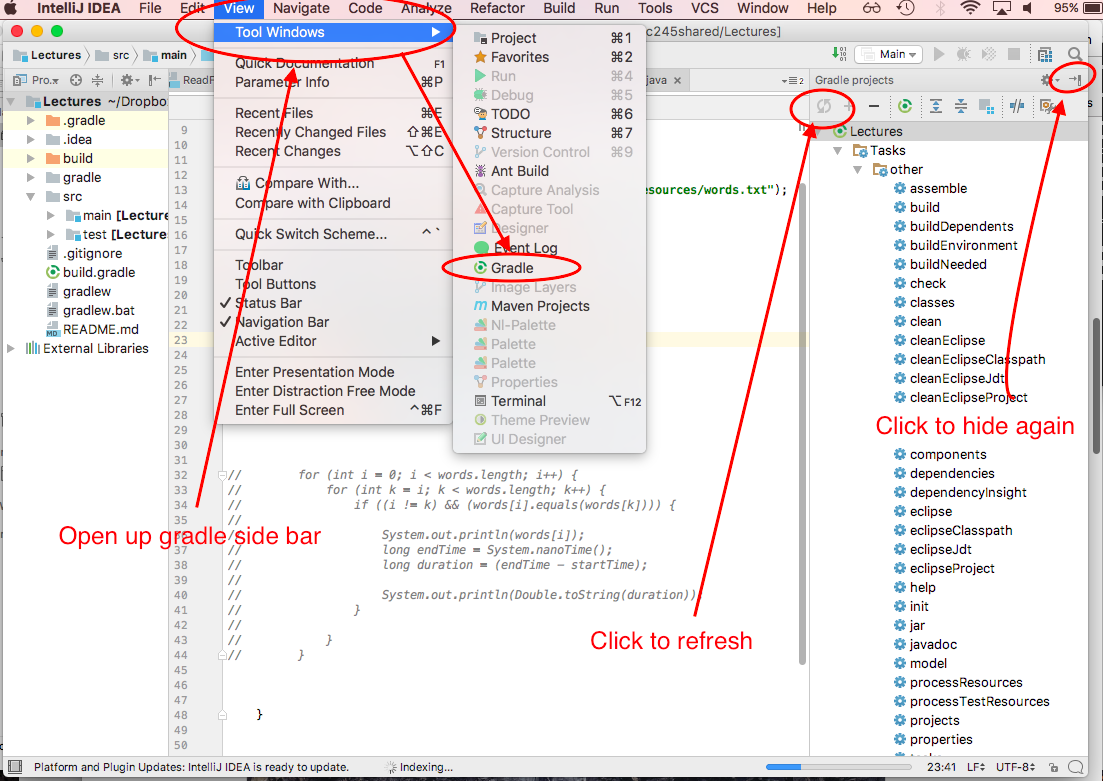 IntelliJ IDEA File Edit View Navigate Code Analyze Refactor Build Run Tools VCS Window Help 95%
c245shared/Lectures]
Lectures src main
Main
Pro...
ReadF
java
Gradle projects
Tool Windows
Quick Documentation F1
Parameter Info ⌘P
Recent Files ⌘E
Recently Changed Files ⇧⌘E
Recent Changes ⌥⇧C
Compare With...
Compare with Clipboard
Quick Switch Scheme... ^`
Toolbar
Tool Buttons
✓ Status Bar
✓ Navigation Bar
Active Editor
Enter Presentation Mode
Enter Distraction Free Mode
Enter Full Screen ^⌘F
Project ⌘1
Favorites ⌘2
Run ⌘4
Debug ⌘5
TODO ⌘6
Structure ⌘7
Version Control ⌘9
Ant Build
Capture Analysis
Capture Tool
Designer
Event Log
Gradle
Image Layers
Maven Projects
NI-Palette
Palette
Palette
Properties
Terminal ⌥F12
Theme Preview
UI Designer
Lectures ~/Dropbo
.gradle
.idea
build
gradle
src
main [Lecture
test [Lecture
.gitignore
build.gradle
gradlew
gradlew.bat
README.md
External Libraries
9
10
11
12
13 esources/words.txt");
14
15
16
17
18
19
20
21
22
23
24
25
26
27
28
29
30
31
32 // for (int i = 0; i < words.length; i++) {
33 // for (int k = i; k < words.length; k++) {
34 // if ((i != k) && (words[i].equals(words[k]))) {
35 //
// System.out.println(words[i]);
37 // long endTime = System.nanoTime();
38 // long duration = (endTime - startTime);
39 //
40 // System.out.println(Double.toString(duration))
41 // }
42 //
43 // }
44 // }
45
46
47
48 }
49
50
Lectures
Tasks
other
assemble
build
buildDependents
buildEnvironment
buildNeeded
check
classes
clean
cleanEclipse
cleanEclipseClasspath
cleanEclipseJdt
cleanEclipseProject
components
dependencies
dependencyInsight
eclipse
eclipseClasspath
eclipseJdt
eclipseProject
help
init
jar
javadoc
model
processResources
processTestResources
projects
properties
Open up gradle side bar
Click to refresh
Click to hide again
Platform and Plugin Updates: IntelliJ IDEA is ready to update. Indexing... 23:41 LF UTF-8